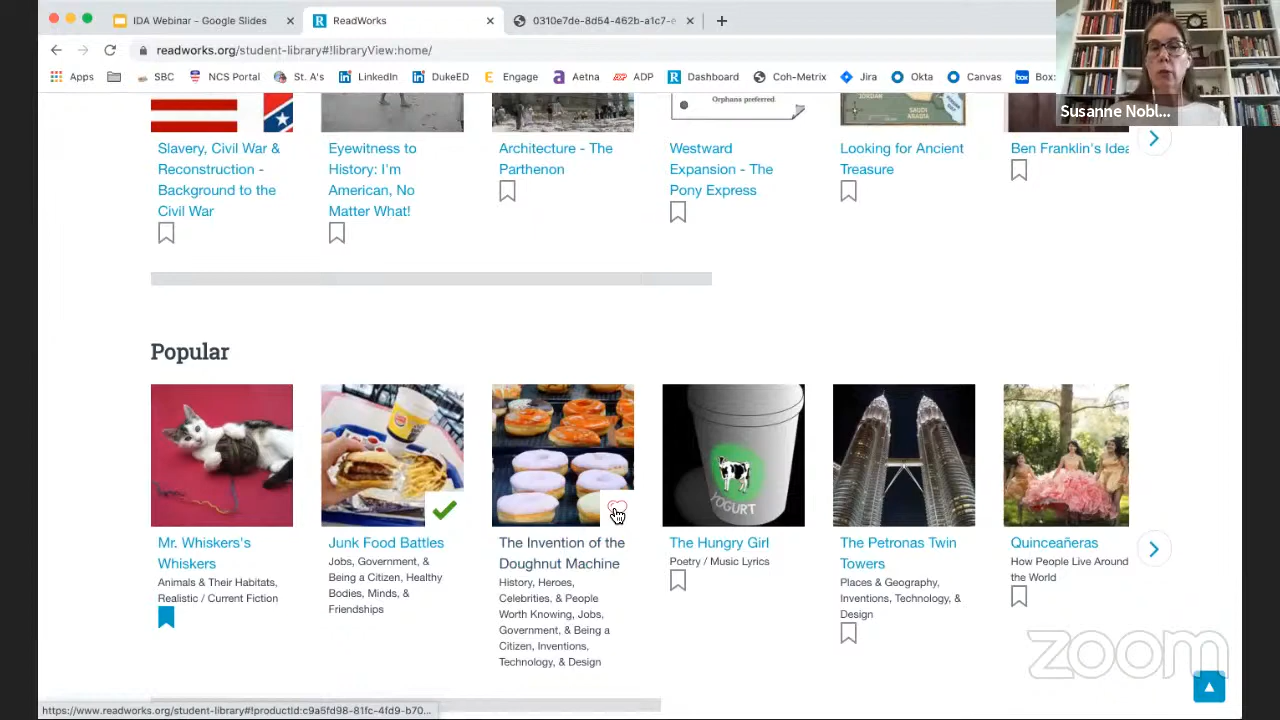 IDA Webinar – Google Slides
ReadWorks
0310e7de-8d54-462b-a1c7-e
readworks.org/student-library#!libraryView:home/
Apps
SBC
NCS Portal
St. A's
LinkedIn
DukeED
Engage
Aetna
ADP
Dashboard
Coh-Metrix
Jira
Okta
Canvas
box
Box:
Susanne Nobl...
Orphans preferred.
JORDAN
SAUDI
ARABIA
Slavery, Civil War &
Reconstruction -
Background to the
Civil War
Eyewitness to
History: I'm
American, No
Matter What!
Architecture - The
Parthenon
Westward
Expansion - The
Pony Express
Looking for Ancient
Treasure
Ben Franklin's Idea
Popular
YOGURT
Mr. Whiskers's
Whiskers
Animals & Their Habitats,
Realistic / Current Fiction
Junk Food Battles
Jobs, Government, &
Being a Citizen, Healthy
Bodies, Minds, &
Friendships
The Invention of the
Doughnut Machine
History, Heroes,
Celebrities, & People
Worth Knowing, Jobs,
Government, & Being a
Citizen, Inventions,
Technology, & Design
The Hungry Girl
Poetry / Music Lyrics
The Petronas Twin
Towers
Places & Geography,
Inventions, Technology, &
Design
Quinceañeras
How People Live Around
the World
zoom
https://www.readworks.org/student-library#!productId:c9a5fd98-81fc-4fd9-b70...